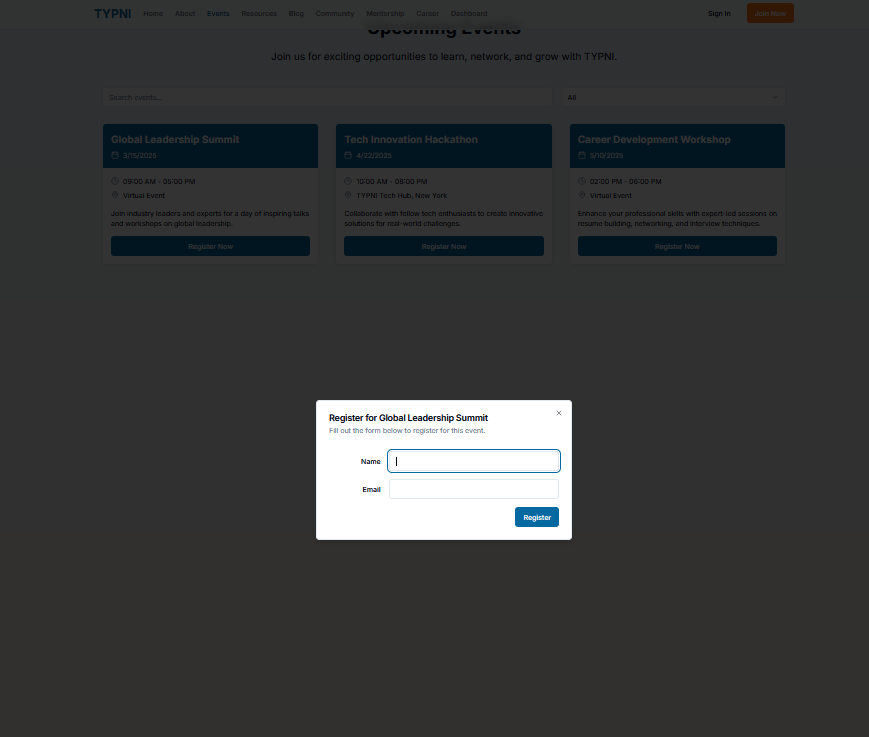 TYPNI Home About Events Resources Blog Community Mentorship Career Dashboard Sign In Join Now
Upcoming Events
Join us for exciting opportunities to learn, network, and grow with TYPNI.
Search events... All
Global Leadership Summit
3/15/2025
09:00 AM - 05:00 PM
Virtual Event
Join industry leaders and experts for a day of inspiring talks
and workshops on global leadership.
Register Now
Tech Innovation Hackathon
4/22/2025
10:00 AM - 08:00 PM
TYPNI Tech Hub, New York
Collaborate with fellow tech enthusiasts to create innovative
solutions for real-world challenges.
Register Now
Career Development Workshop
5/10/2025
02:00 PM - 06:00 PM
Virtual Event
Enhance your professional skills with expert-led sessions on
resume building, networking, and interview techniques.
Register Now
Register for Global Leadership Summit
Fill out the form below to register for this event.
Name
Email
Register